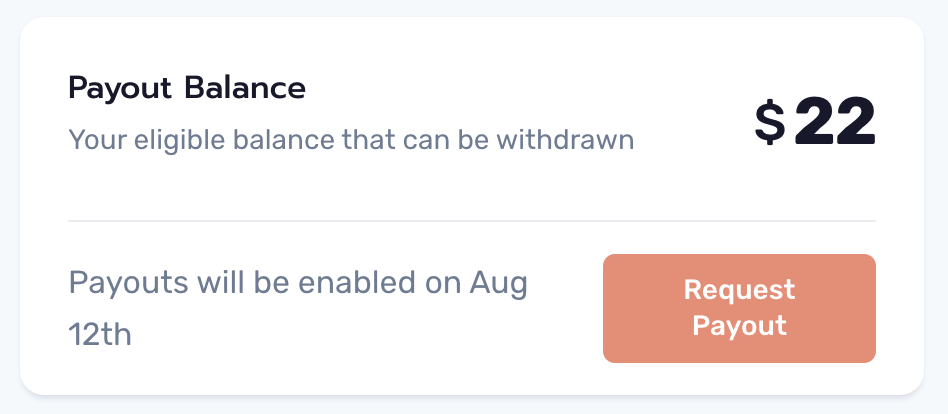 Payout Balance
Your eligible balance that can be withdrawn
$ 22
Payouts will be enabled on Aug
12th
Request
Payout